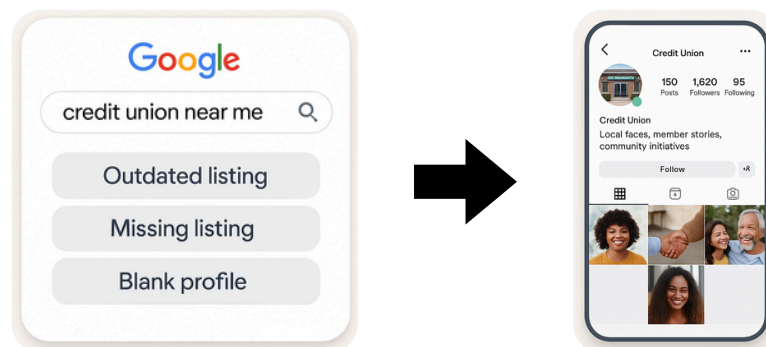 Google
credit union near me
Outdated listing
Missing listing
Blank profile
Credit Union
150 1,620 95
Posts Followers Following
Credit Union
Local faces, member stories,
community initiatives
Follow